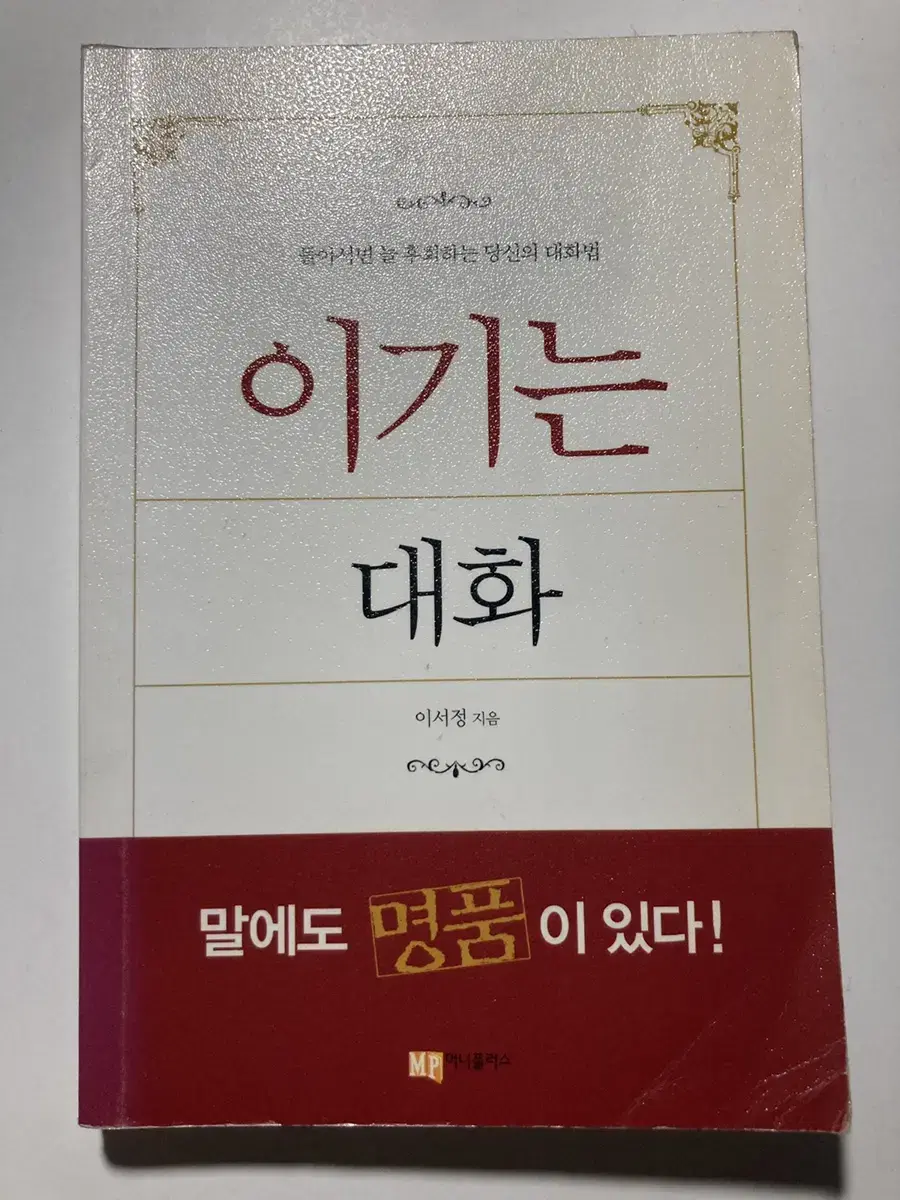 돌아서면 늘 후회하는 당신의 대화법
이기는
대화
이서정 지음
말에도 명품이 있다!
MP 머니플러스